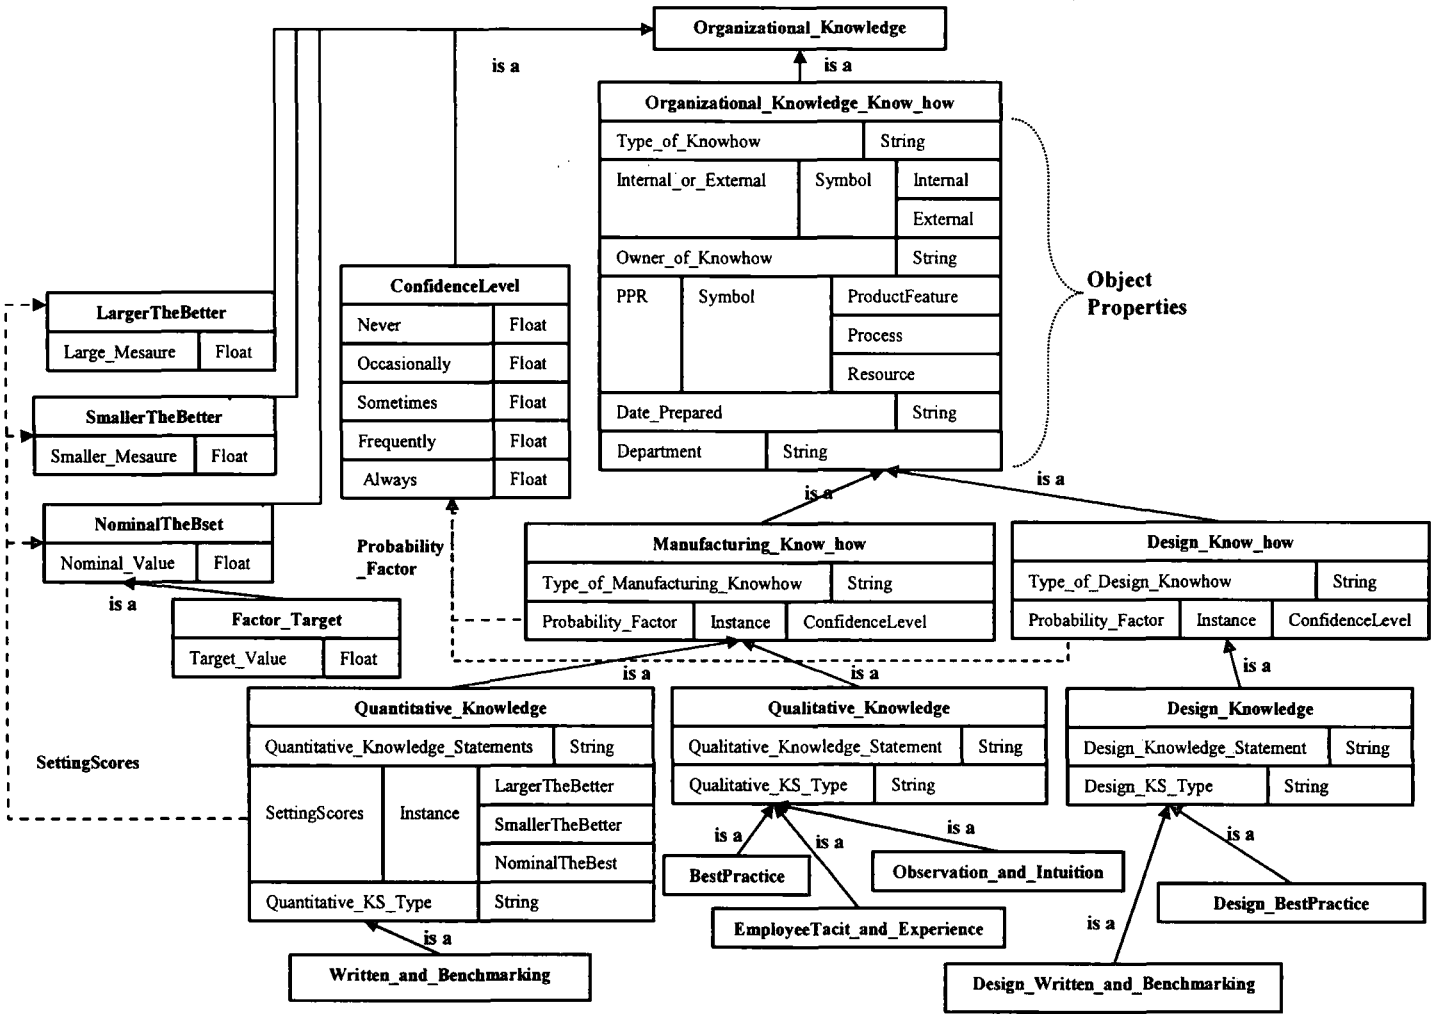 Organizational_Knowledge
is a
is a
Organizational_Knowledge_Know_how
Type_of_Knowhow String
Internal_or_External Symbol Internal
External
Owner_of_Knowhow String
PPR Symbol ProductFeature
Process
Resource
Date_Prepared String
Department String
Object
Properties
ConfidenceLevel
Never Float
Occasionally Float
Sometimes Float
Frequently Float
Always Float
LargerTheBetter
Large_Mesaure Float
SmallerTheBetter
Smaller_Mesaure Float
NominalTheBset
Nominal_Value Float
is a
Factor_Target
Target_Value Float
Probability
_Factor
is a
is a
Manufacturing_Know_how
Type_of_Manufacturing_Knowhow String
Probability_Factor Instance ConfidenceLevel
Design_Know_how
Type_of_Design_Knowhow String
Probability_Factor Instance ConfidenceLevel
is a
is a
is a
Quantitative_Knowledge
Quantitative_Knowledge_Statements String
SettingScores Instance LargerTheBetter
SmallerTheBetter
NominalTheBest
Quantitative_KS_Type String
SettingScores
Qualitative_Knowledge
Qualitative_Knowledge_Statement String
Qualitative_KS_Type String
Design_Knowledge
Design_Knowledge_Statement String
Design_KS_Type String
is a
is a
is a
is a
BestPractice
Observation_and_Intuition
Design_BestPractice
EmployeeTacit_and_Experience
is a
is a
Written_and_Benchmarking
Design_Written_and_Benchmarking